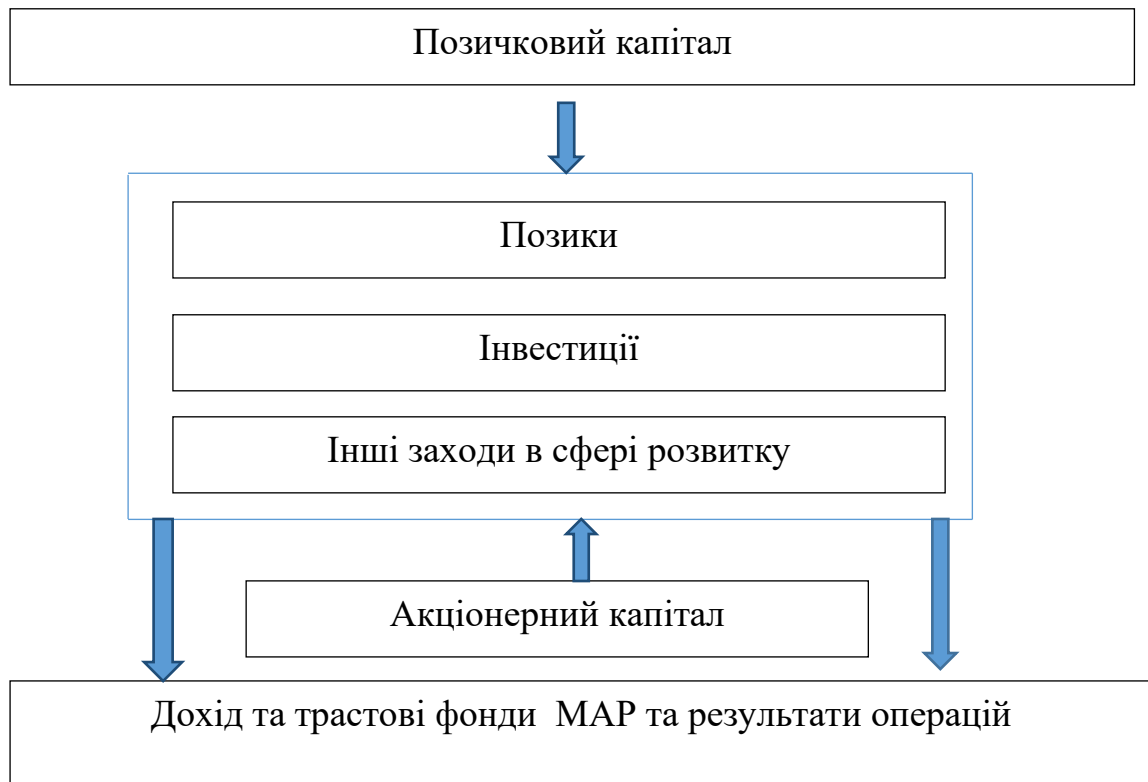 Позичковий капітал
Позики
Інвестиції
Інші заходи в сфері розвитку
Акціонерний капітал
Дохід та трастові фонди МАР та результати операцій